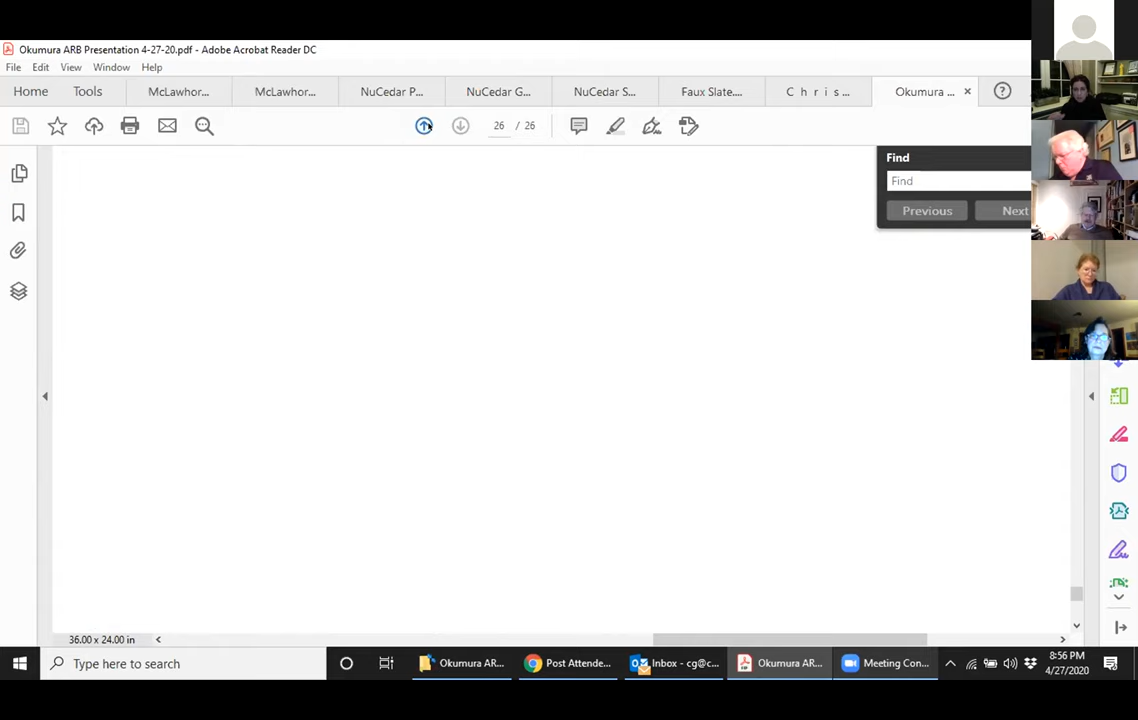 Okumura ARB Presentation 4-27-20.pdf - Adobe Acrobat Reader DC
File Edit View Window Help
Home Tools McLawhor... McLawhor... NuCedar P... NuCedar G... NuCedar S... Faux Slate.... C h r i s ... Okumura ...
26 / 26
Find
Find
Previous Next
36.00 x 24.00 in
Type here to search
Okumura AR...
Post Attende...
Inbox - cg@c...
Okumura AR...
Meeting Con...
8:56 PM
4/27/2020